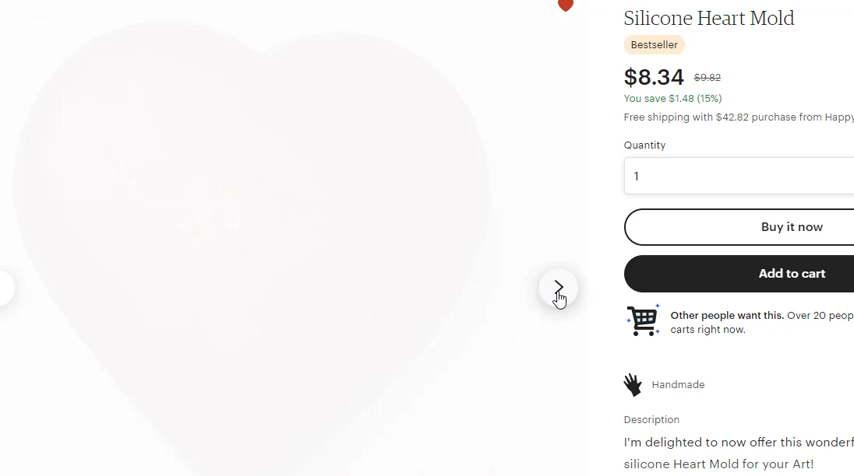 Silicone Heart Mold
Bestseller
$8.34 $9.82
You save $1.48 (15%)
Free shipping with $42.82 purchase from Happy
Quantity
1
Buy it now
Add to cart
Other people want this. Over 20 peop
carts right now.
Handmade
Description
I'm delighted to now offer this wonderf
silicone Heart Mold for your Art!